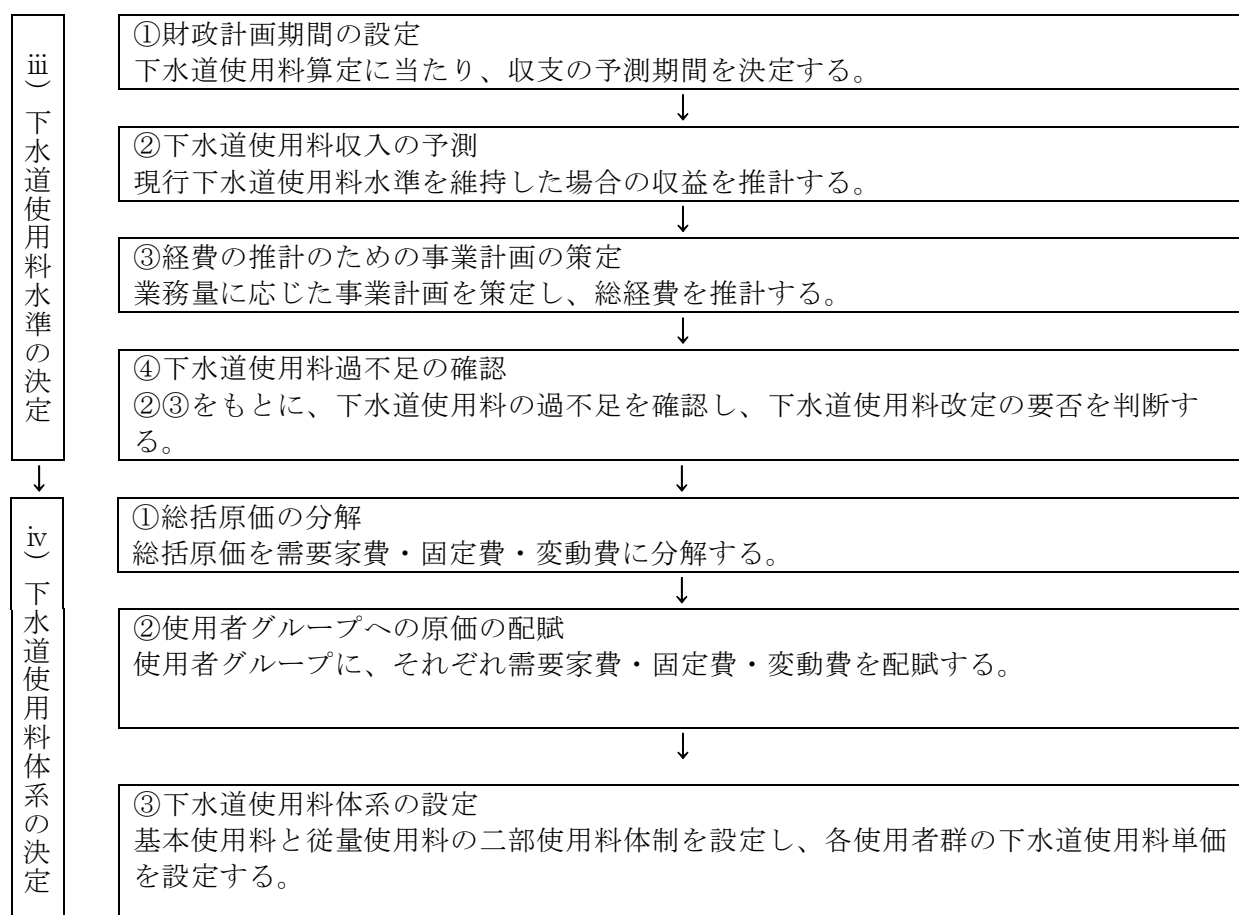 ⅲ)下水道使用料水準の決定
①財政計画期間の設定
下水道使用料算定に当たり、収支の予測期間を決定する。
↓
②下水道使用料収入の予測
現行下水道使用料水準を維持した場合の収益を推計する。
↓
③経費の推計のための事業計画の策定
業務量に応じた事業計画を策定し、総経費を推計する。
↓
④下水道使用料過不足の確認
②③をもとに、下水道使用料の過不足を確認し、下水道使用料改定の要否を判断す
る。
↓
↓
ⅳ)下水道使用料体系の決定
①総括原価の分解
総括原価を需要家費・固定費・変動費に分解する。
↓
②使用者グループへの原価の配賦
使用者グループに、それぞれ需要家費・固定費・変動費を配賦する。
↓
③下水道使用料体系の設定
基本使用料と従量使用料の二部使用料体制を設定し、各使用者群の下水道使用料単価
を設定する。